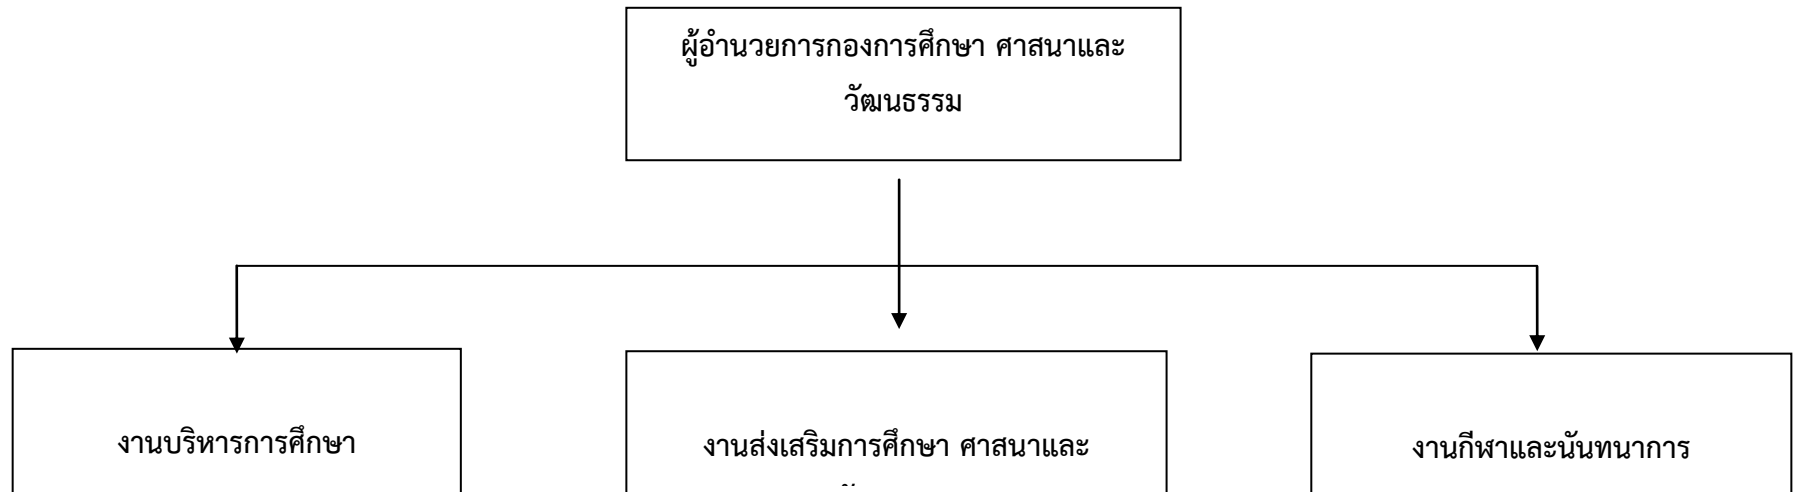 ผู้อำนวยการกองการศึกษา ศาสนาและ
วัฒนธรรม
งานบริหารการศึกษา
งานส่งเสริมการศึกษา ศาสนาและ
งานกีฬาและนันทนาการ